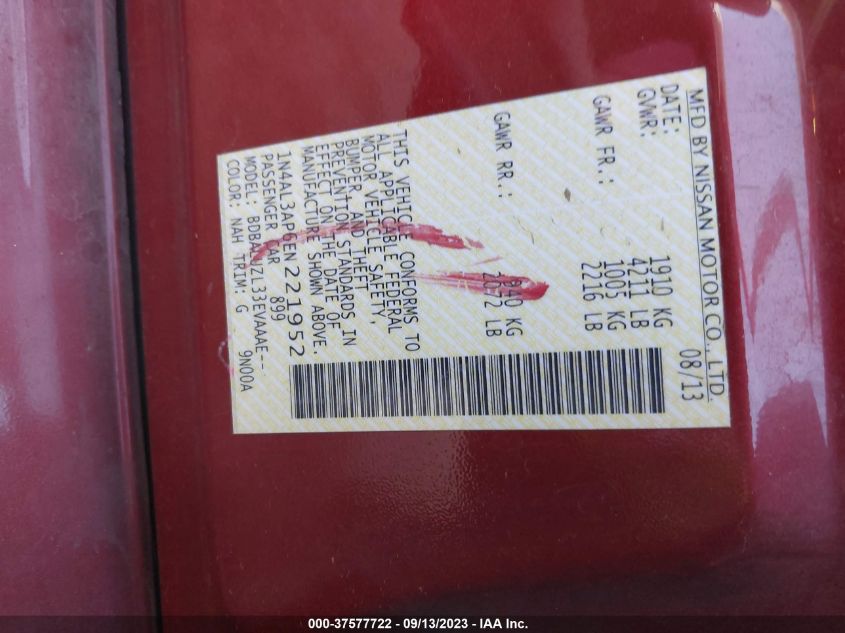 MFD BY NISSAN MOTOR CO., LTD.
DATE: 08/13
GVWR: 1910 KG
4211 LB
GAWR FR.: 1005 KG
2216 LB
GAWR RR.: KG
LB
THIS VEHICLE CONFORMS TO
ALL APPLICABLE FEDERAL
MOTOR VEHICLE SAFETY,
BUMPER, AND THEFT
PREVENTION STANDARDS IN
EFFECT ON THE DATE OF
MANUFACTURE SHOWN ABOVE.
1N4AL3AP6EN221952
PASSENGER CAR 899
MODEL:
COLOR: NAH TRIM: G 9N00A
000-37577722 - 09/13/2023 - IAA Inc.